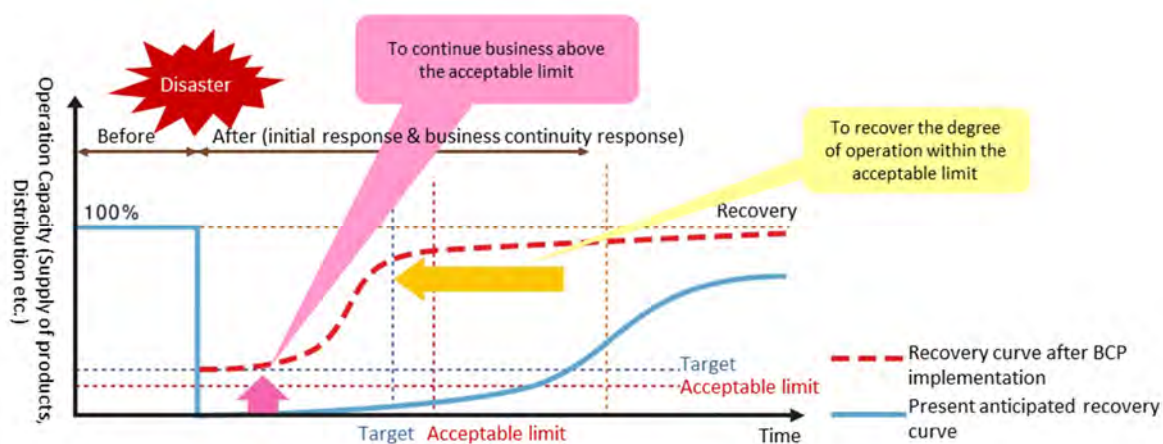 To continue business above
the acceptable limit
Disaster
Before
After (initial response & business continuity response)
To recover the degree
of operation within the
acceptable limit
Operation Capacity (Supply of products,
Distribution etc.)
100%
Recovery
Target
Acceptable limit
Recovery curve after BCP
implementation
Present anticipated recovery
curve
Target
Acceptable limit
Time